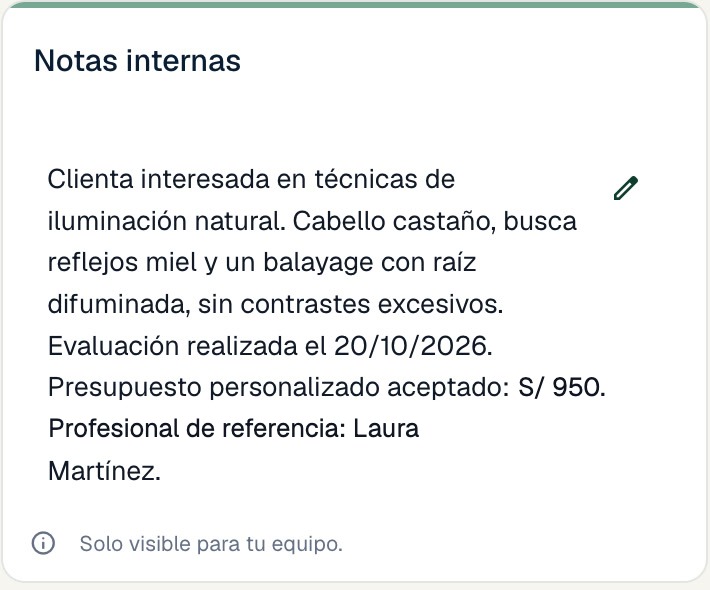 Notas internas
Clienta interesada en técnicas de
iluminación natural. Cabello castaño, busca
reflejos miel y un balayage con raíz
difuminada, sin contrastes excesivos.
Evaluación realizada el 20/10/2026.
Presupuesto personalizado aceptado: S/ 950.
Profesional de referencia: Laura
Martínez.
Solo visible para tu equipo.